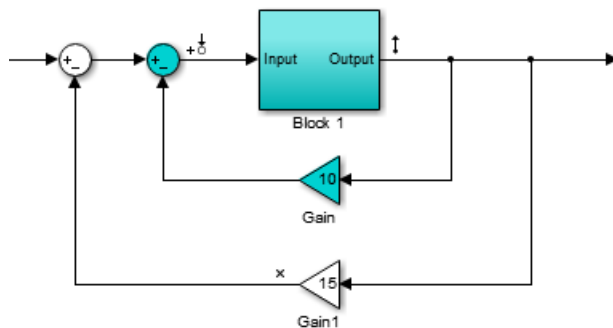 + - + - +
Input Output
Block 1
10
Gain
×
15
Gain1